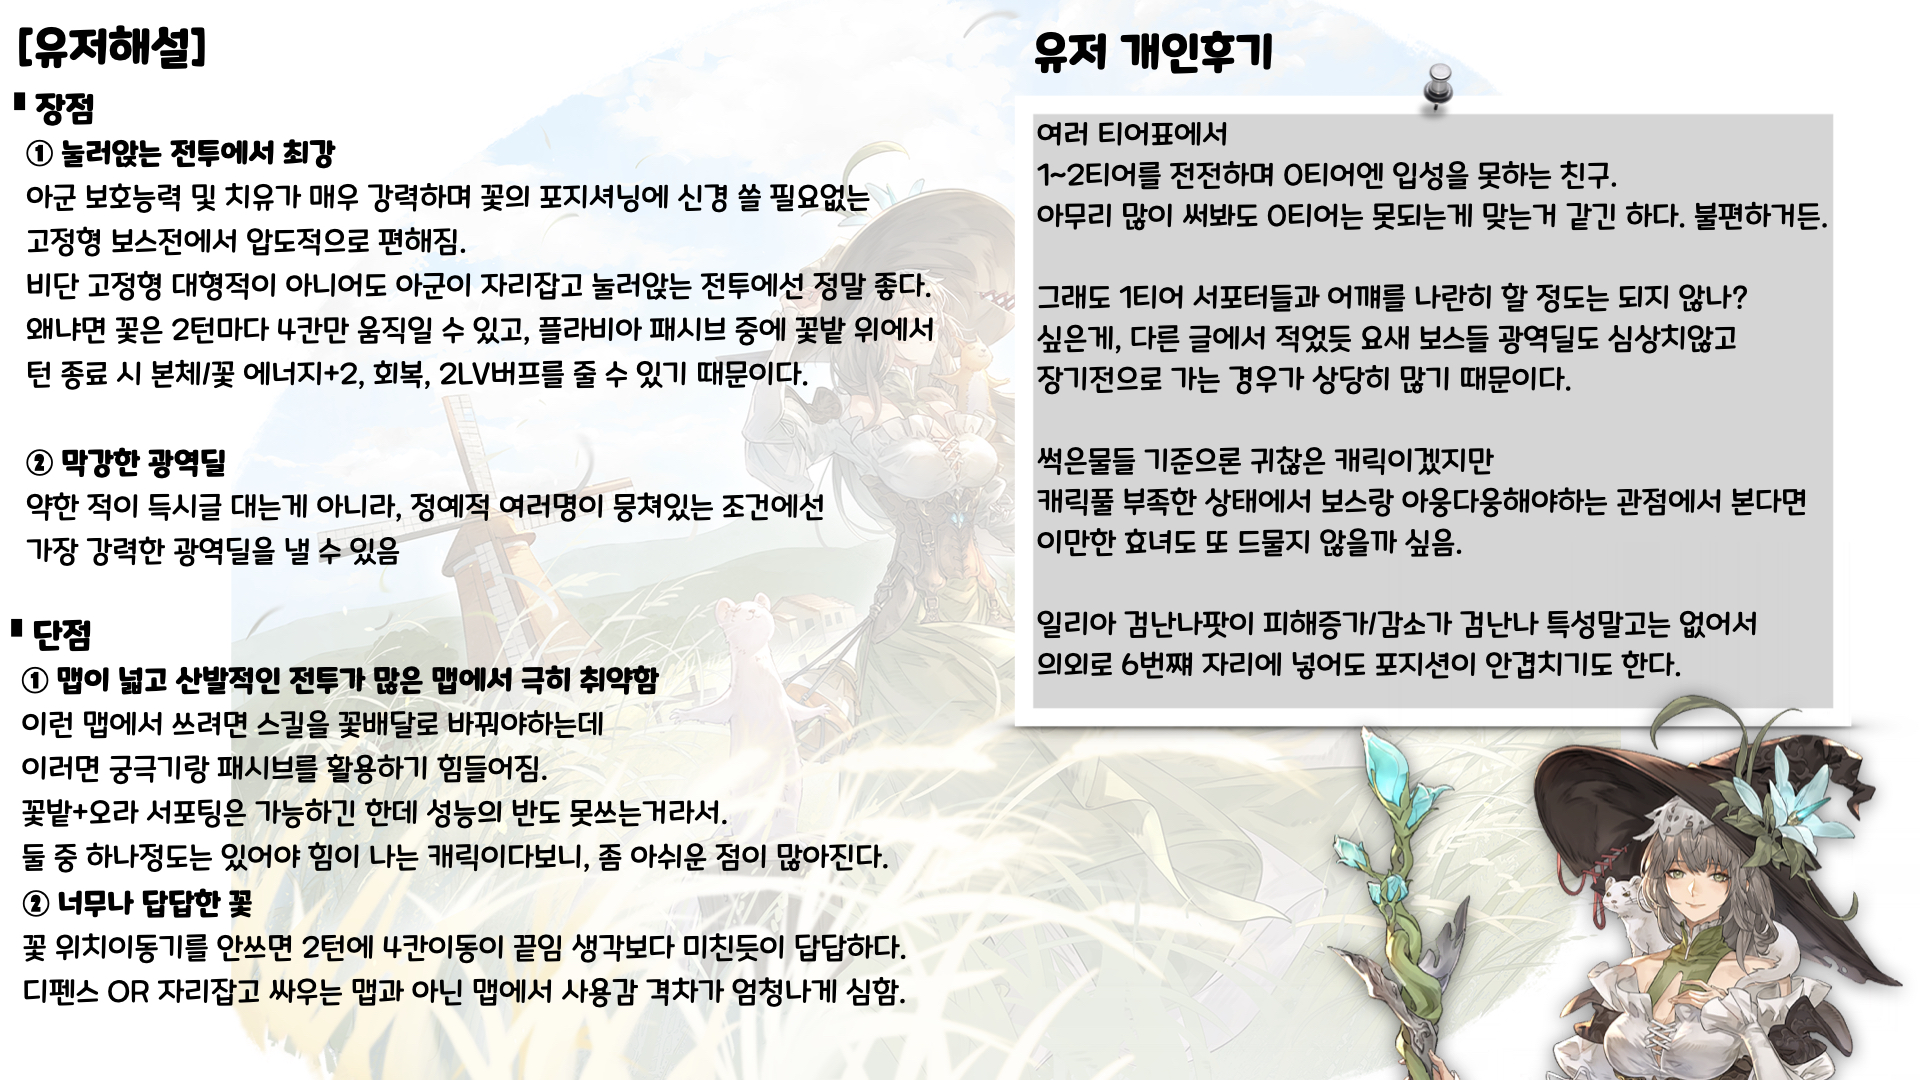 [유저해설]
장점
① 눌러앉는 전투에서 최강
아군 보호능력 및 치유가 매우 강력하며 꽃의 포지셔닝에 신경 쓸 필요없는
고정형 보스전에서 압도적으로 편해짐.
비단 고정형 대형적이 아니어도 아군이 자리잡고 눌러앉는 전투에선 정말 좋다.
왜냐면 꽃은 2턴마다 4칸만 움직일 수 있고, 플라비아 패시브 중에 꽃밭 위에서
턴 종료 시 본체/꽃 에너지+2, 회복, 2LV버프를 줄 수 있기 때문이다.
② 막강한 광역딜
약한 적이 득시글 대는게 아니라, 정예적 여러명이 뭉쳐있는 조건에선
가장 강력한 광역딜을 낼 수 있음
단점
① 맵이 넓고 산발적인 전투가 많은 맵에서 극히 취약함
이런 맵에서 쓰려면 스킬을 꽃배달로 바꿔야하는데
이러면 궁극기랑 패시브를 활용하기 힘들어짐.
꽃밭+오라 서포팅은 가능하긴 한데 성능의 반도 못쓰는거라서.
둘 중 하나정도는 있어야 힘이 나는 캐릭이다보니, 좀 아쉬운 점이 많아진다.
② 너무나 답답한 꽃
꽃 위치이동기를 안쓰면 2턴에 4칸이동이 끝임 생각보다 미친듯이 답답하다.
디펜스 OR 자리잡고 싸우는 맵과 아닌 맵에서 사용감 격차가 엄청나게 심함.
유저 개인후기
여러 티어표에서
1~2티어를 전전하며 0티어엔 입성을 못하는 친구.
아무리 많이 써봐도 0티어는 못되는게 맞는거 같긴 하다. 불편하거든.
그래도 1티어 서포터들과 어꺠를 나란히 할 정도는 되지 않나?
싶은게, 다른 글에서 적었듯 요새 보스들 광역딜도 심상치않고
장기전으로 가는 경우가 상당히 많기 때문이다.
썩은물들 기준으론 귀찮은 캐릭이겠지만
캐릭풀 부족한 상태에서 보스랑 아웅다웅해야하는 관점에서 본다면
이만한 효녀도 또 드물지 않을까 싶음.
일리아 검난나팟이 피해증가/감소가 검난나 특성말고는 없어서
의외로 6번쨰 자리에 넣어도 포지션이 안겹치기도 한다.